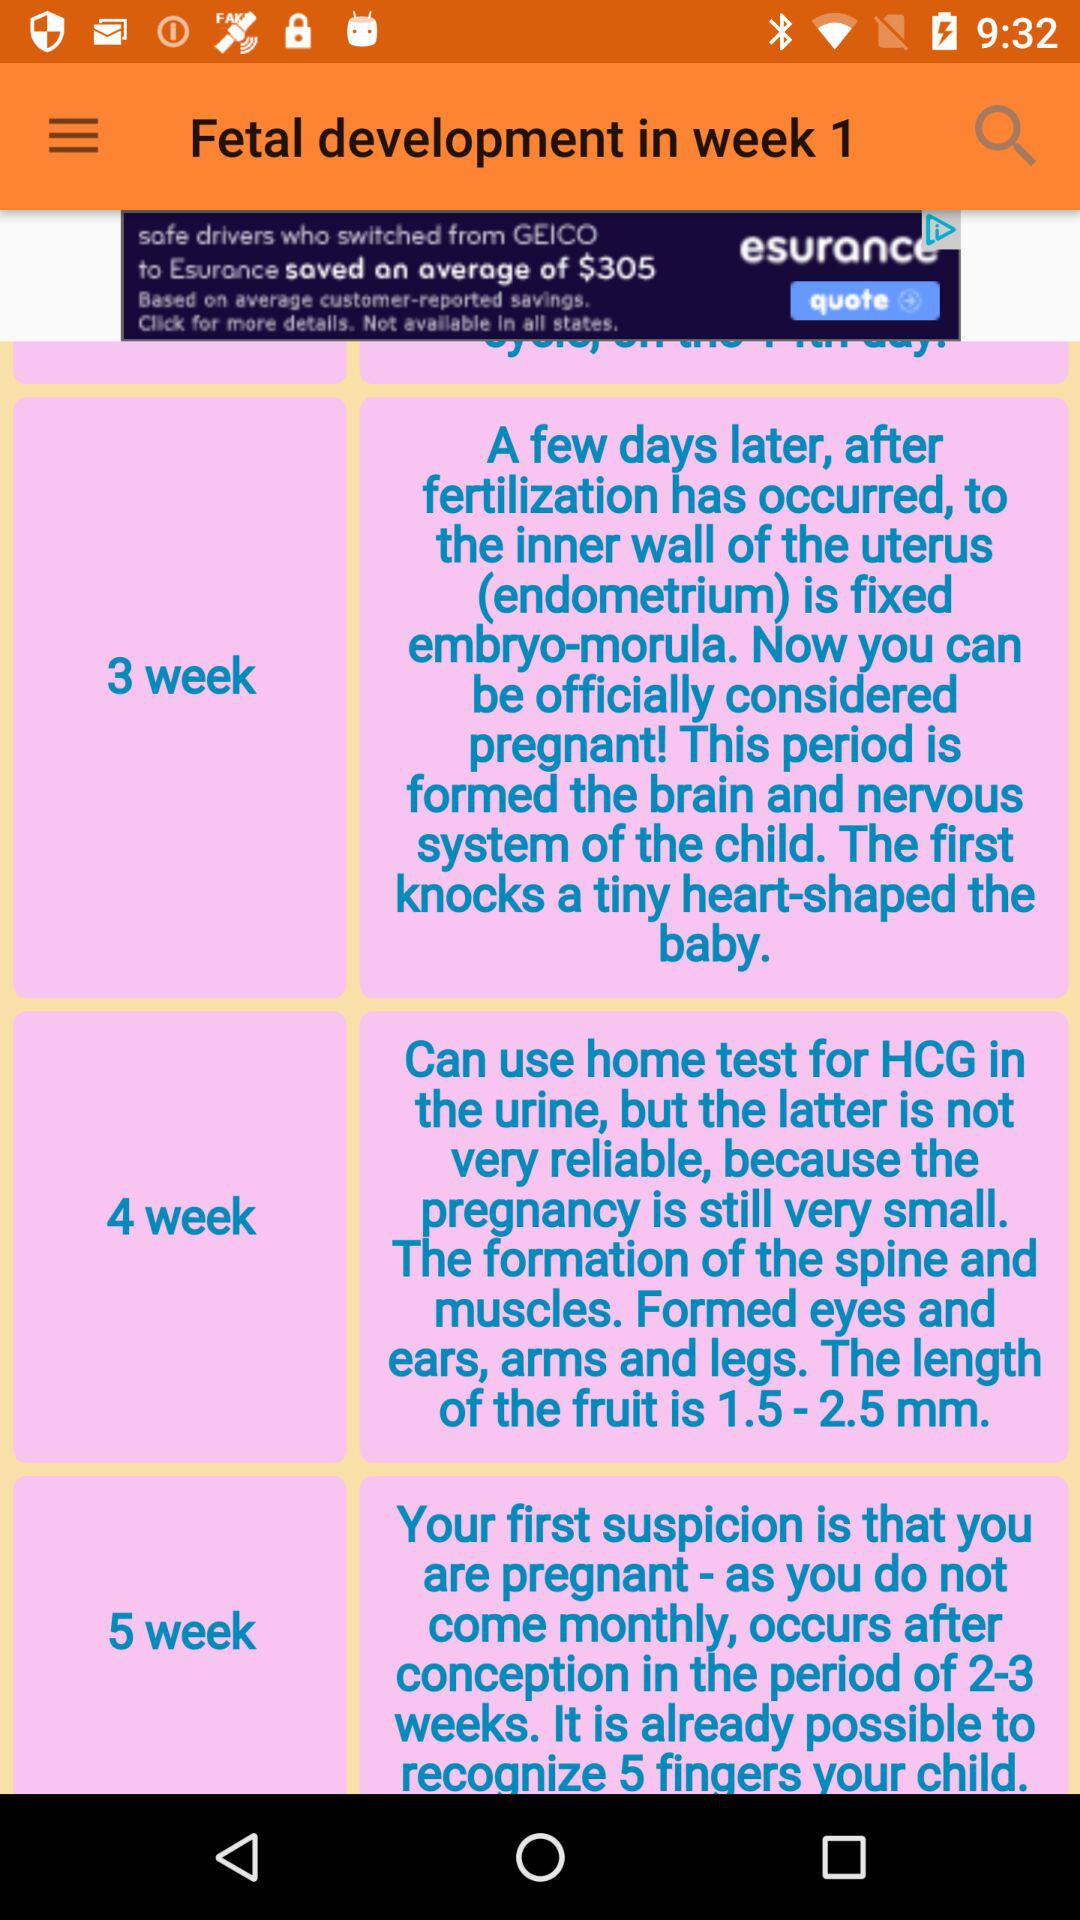 FAKE
9:32
Fetal development in week 1
safe drivers who switched from GEICO
to Esurance saved an average of $305
Based on average customer-reported savings.
Click for more details. Not available in all states.
esurance
quote
3 week
A few days later, after
fertilization has occurred, to
the inner wall of the uterus
(endometrium) is fixed
embryo-morula. Now you can
be officially considered
pregnant! This period is
formed the brain and nervous
system of the child. The first
knocks a tiny heart-shaped the
baby.
4 week
Can use home test for HCG in
the urine, but the latter is not
very reliable, because the
pregnancy is still very small.
The formation of the spine and
muscles. Formed eyes and
ears, arms and legs. The length
of the fruit is 1.5 - 2.5 mm.
5 week
Your first suspicion is that you
are pregnant - as you do not
come monthly, occurs after
conception in the period of 2-3
weeks. It is already possible to
recognize 5 fingers your child.